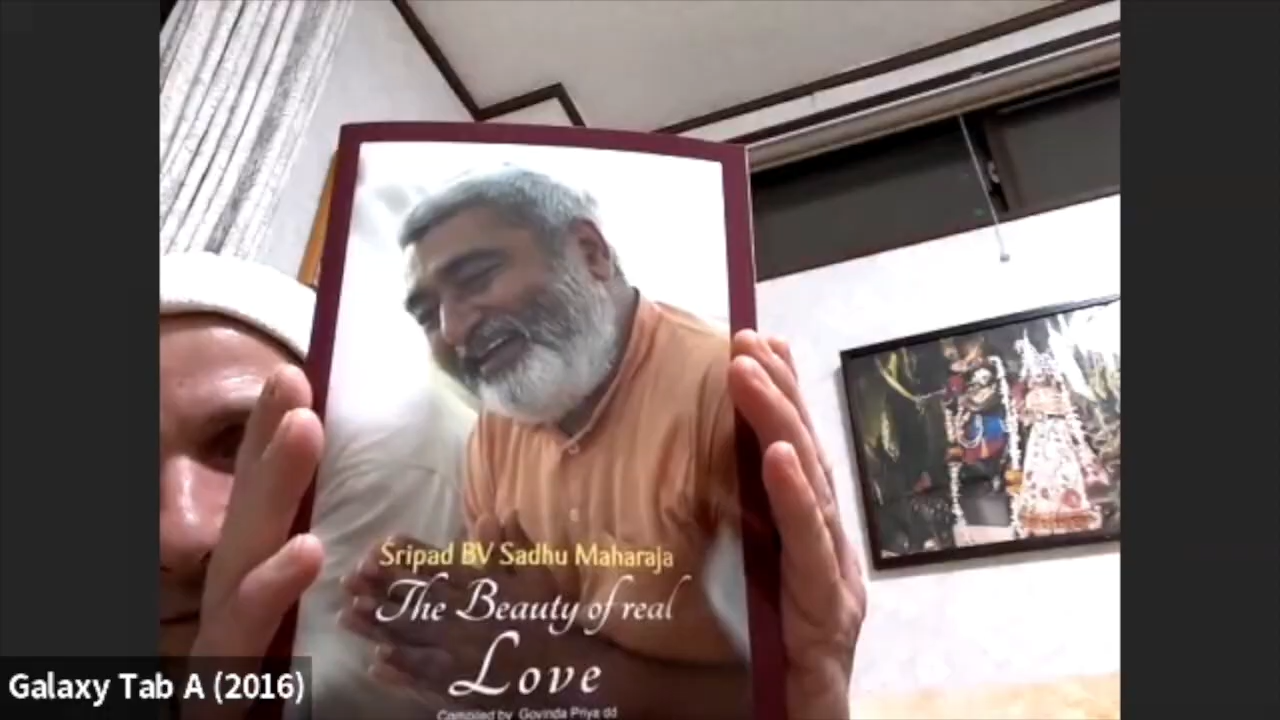 Sripad BV Sadhu Maharaja
The Beauty of real
Love
Compiled by Govinda Priya dd
Galaxy Tab A (2016)